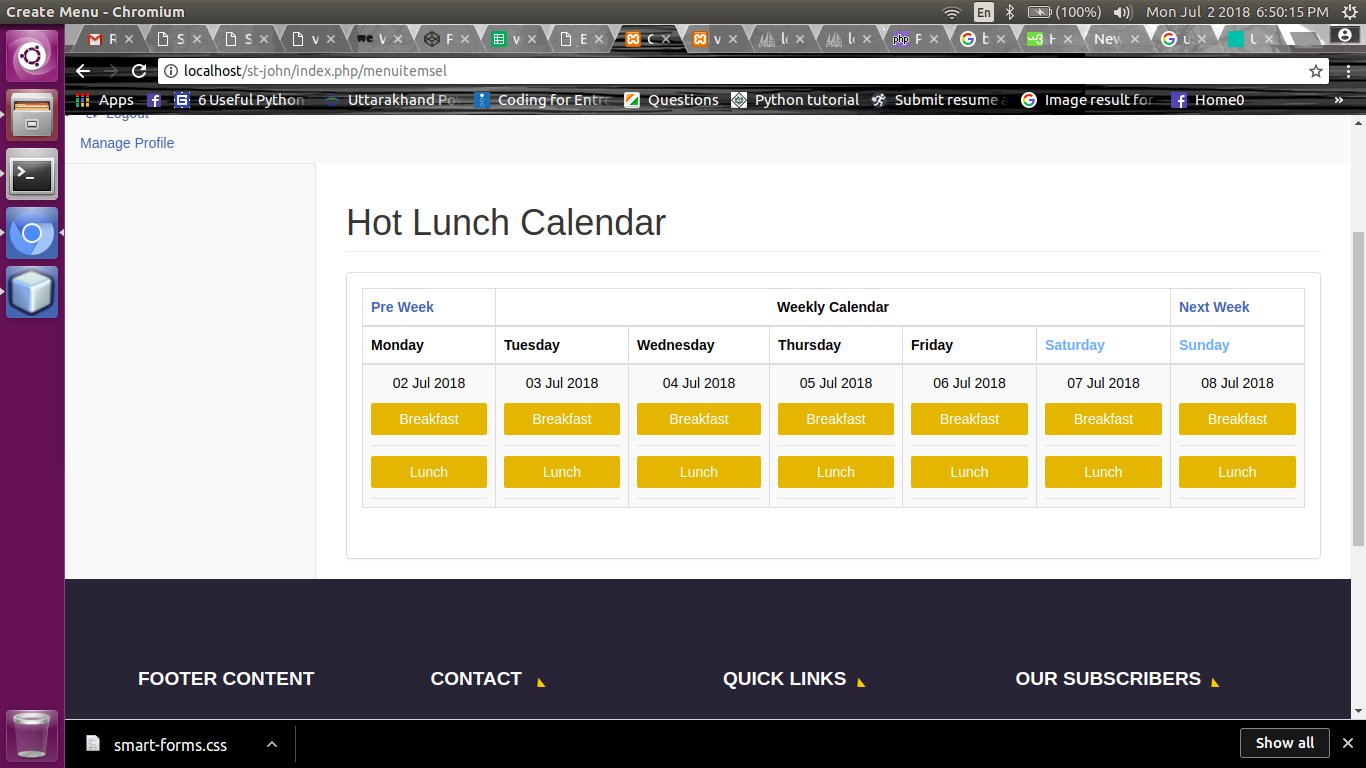 Create Menu - Chromium
En (100%) Mon Jul 2 2018 6:50:15 PM
localhost/st-john/index.php/menuitemsel
Apps 6 Useful Python Uttarakhand Po Coding for Entre Questions Python tutorial Submit resume a Image result for Home0 »
Logout
Manage Profile
Hot Lunch Calendar
Pre Week Weekly Calendar Next Week
Monday Tuesday Wednesday Thursday Friday Saturday Sunday
02 Jul 2018 03 Jul 2018 04 Jul 2018 05 Jul 2018 06 Jul 2018 07 Jul 2018 08 Jul 2018
Breakfast Breakfast Breakfast Breakfast Breakfast Breakfast Breakfast
Lunch Lunch Lunch Lunch Lunch Lunch Lunch
FOOTER CONTENT CONTACT QUICK LINKS OUR SUBSCRIBERS
smart-forms.css Show all